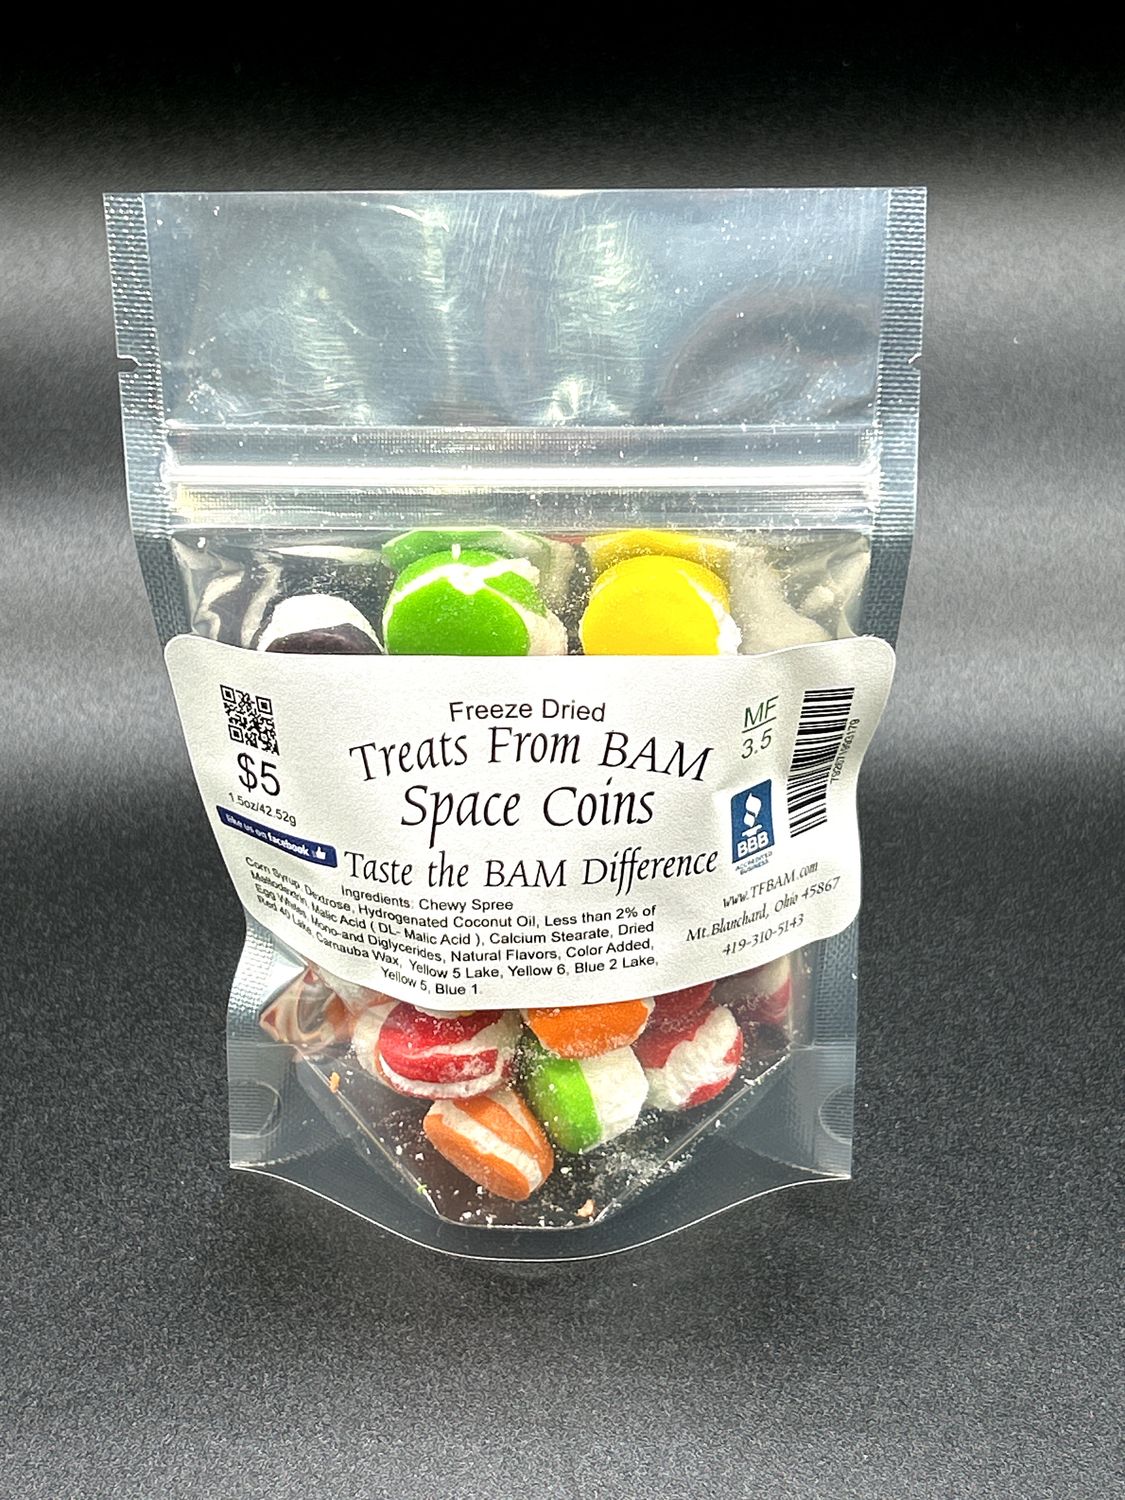 Freeze Dried
Treats From BAM
Space Coins
Taste the BAM Difference
$5
1.5oz/42.52g
like us on facebook
Ingredients: Chewy Spree
Corn Syrup, Dextrose, Hydrogenated Coconut Oil, Less than 2% of
Maltodextrin, Malic Acid ( DL- Malic Acid ), Calcium Stearate, Dried
Egg Whites, Mono-and Diglycerides, Natural Flavors, Color Added,
Red 40 Lake, Carnauba Wax, Yellow 5 Lake, Yellow 6, Blue 2 Lake,
Yellow 5, Blue 1.
MF
3.5
BBB
ACCREDITED
BUSINESS
www.TFBAM.com
Mt. Blanchard, Ohio 45867
419-310-5143